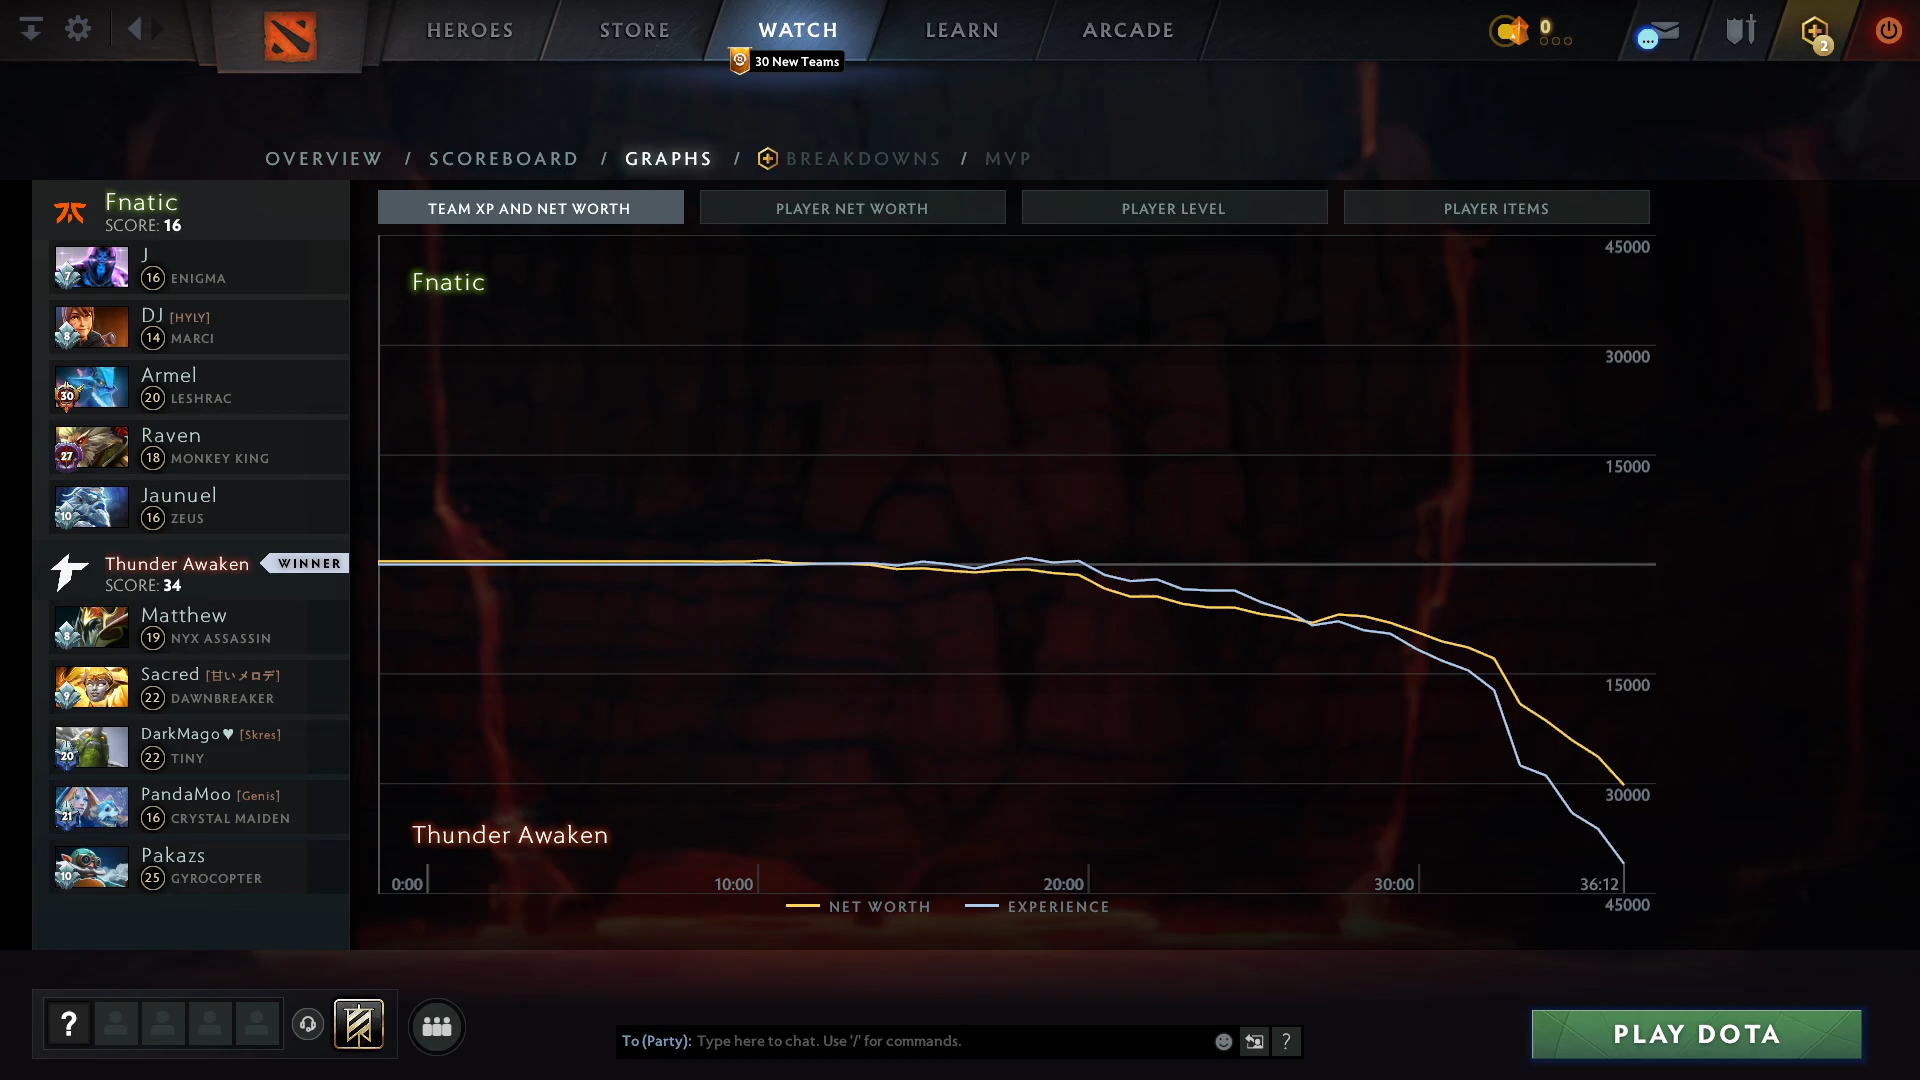 HEROES
STORE
WATCH
LEARN
ARCADE
0
30 New Teams
2
OVERVIEW / SCOREBOARD / GRAPHS / BREAKDOWNS / MVP
Fnatic
SCORE: 16
7
J
16 ENIGMA
8
DJ [HYLY]
14 MARCI
30
Armel
20 LESHRAC
27
Raven
18 MONKEY KING
10
Jaunuel
16 ZEUS
Thunder Awaken
WINNER
SCORE: 34
8
Matthew
19 NYX ASSASSIN
9
Sacred [甘いメロデ]
22 DAWNBREAKER
20
DarkMago♥ [Skres]
22 TINY
21
PandaMoo [Genis]
16 CRYSTAL MAIDEN
10
Pakazs
25 GYROCOPTER
TEAM XP AND NET WORTH
PLAYER NET WORTH
PLAYER LEVEL
PLAYER ITEMS
45000
Fnatic
30000
15000
15000
30000
Thunder Awaken
0:00
10:00
20:00
30:00
36:12
45000
NET WORTH
EXPERIENCE
?
To (Party): Type here to chat. Use '/' for commands.
?
PLAY DOTA